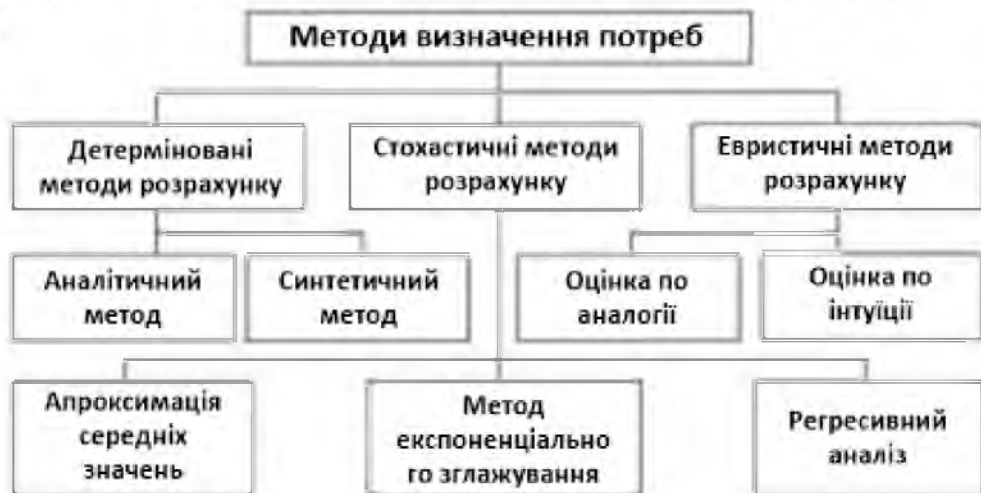 Методи визначення потреб
Детерміновані
методи розрахунку
Стохастичні методи
розрахунку
Евристичні методи
розрахунку
Аналітичний
метод
Синтетичний
метод
Оцінка по
аналогії
Оцінка по
інтуїції
Апроксимація
середніх
значень
Метод
експоненціально
го зглажування
Регресивний
аналіз